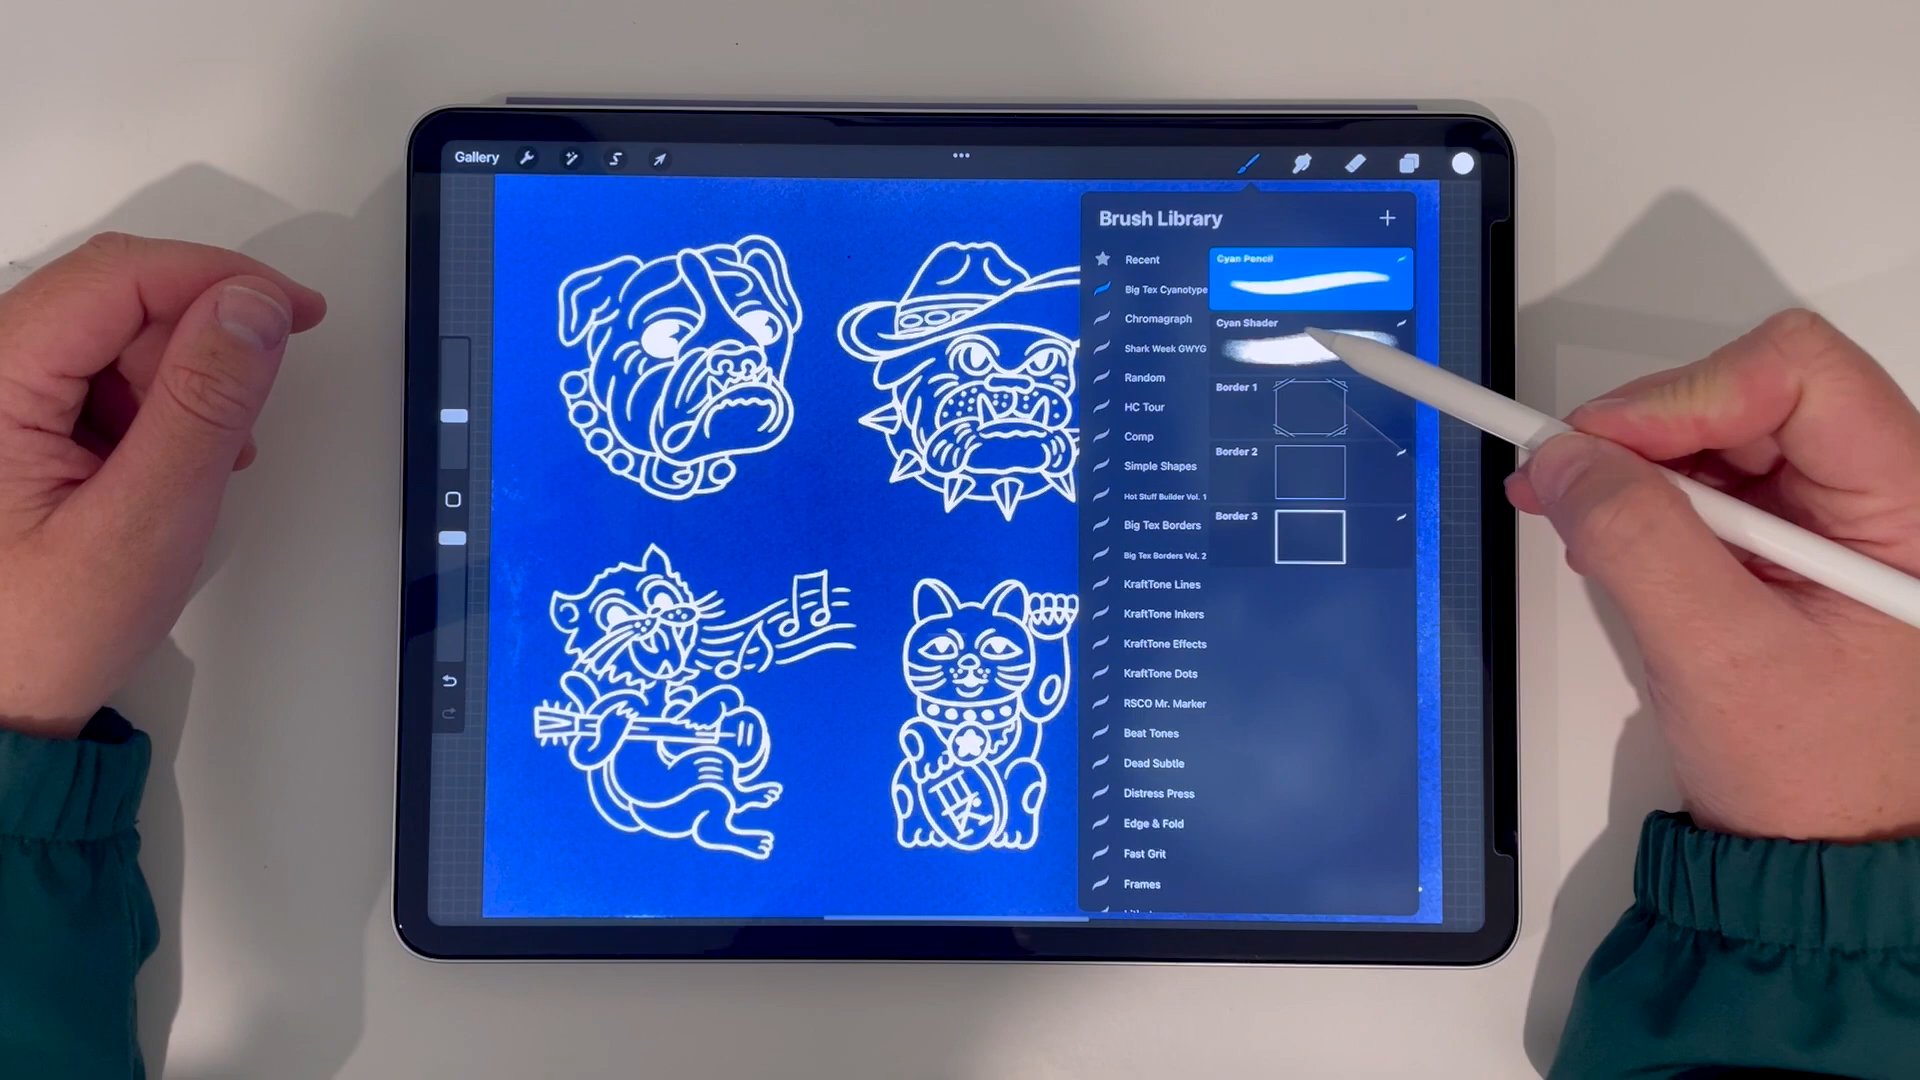 Gallery
Brush Library
Recent
Big Tex Cyanotype
Chromagraph
Shark Week GWYG
Random
HC Tour
Comp
Simple Shapes
Hot Stuff Builder Vol. 1
Big Tex Borders
Big Tex Borders Vol. 2
KraftTone Lines
KraftTone Inkers
KraftTone Effects
KraftTone Dots
RSCO Mr. Marker
Beat Tones
Dead Subtle
Distress Press
Edge & Fold
Fast Grit
Frames
Cyan Pencil
Cyan Shader
Border 1
Border 2
Border 3